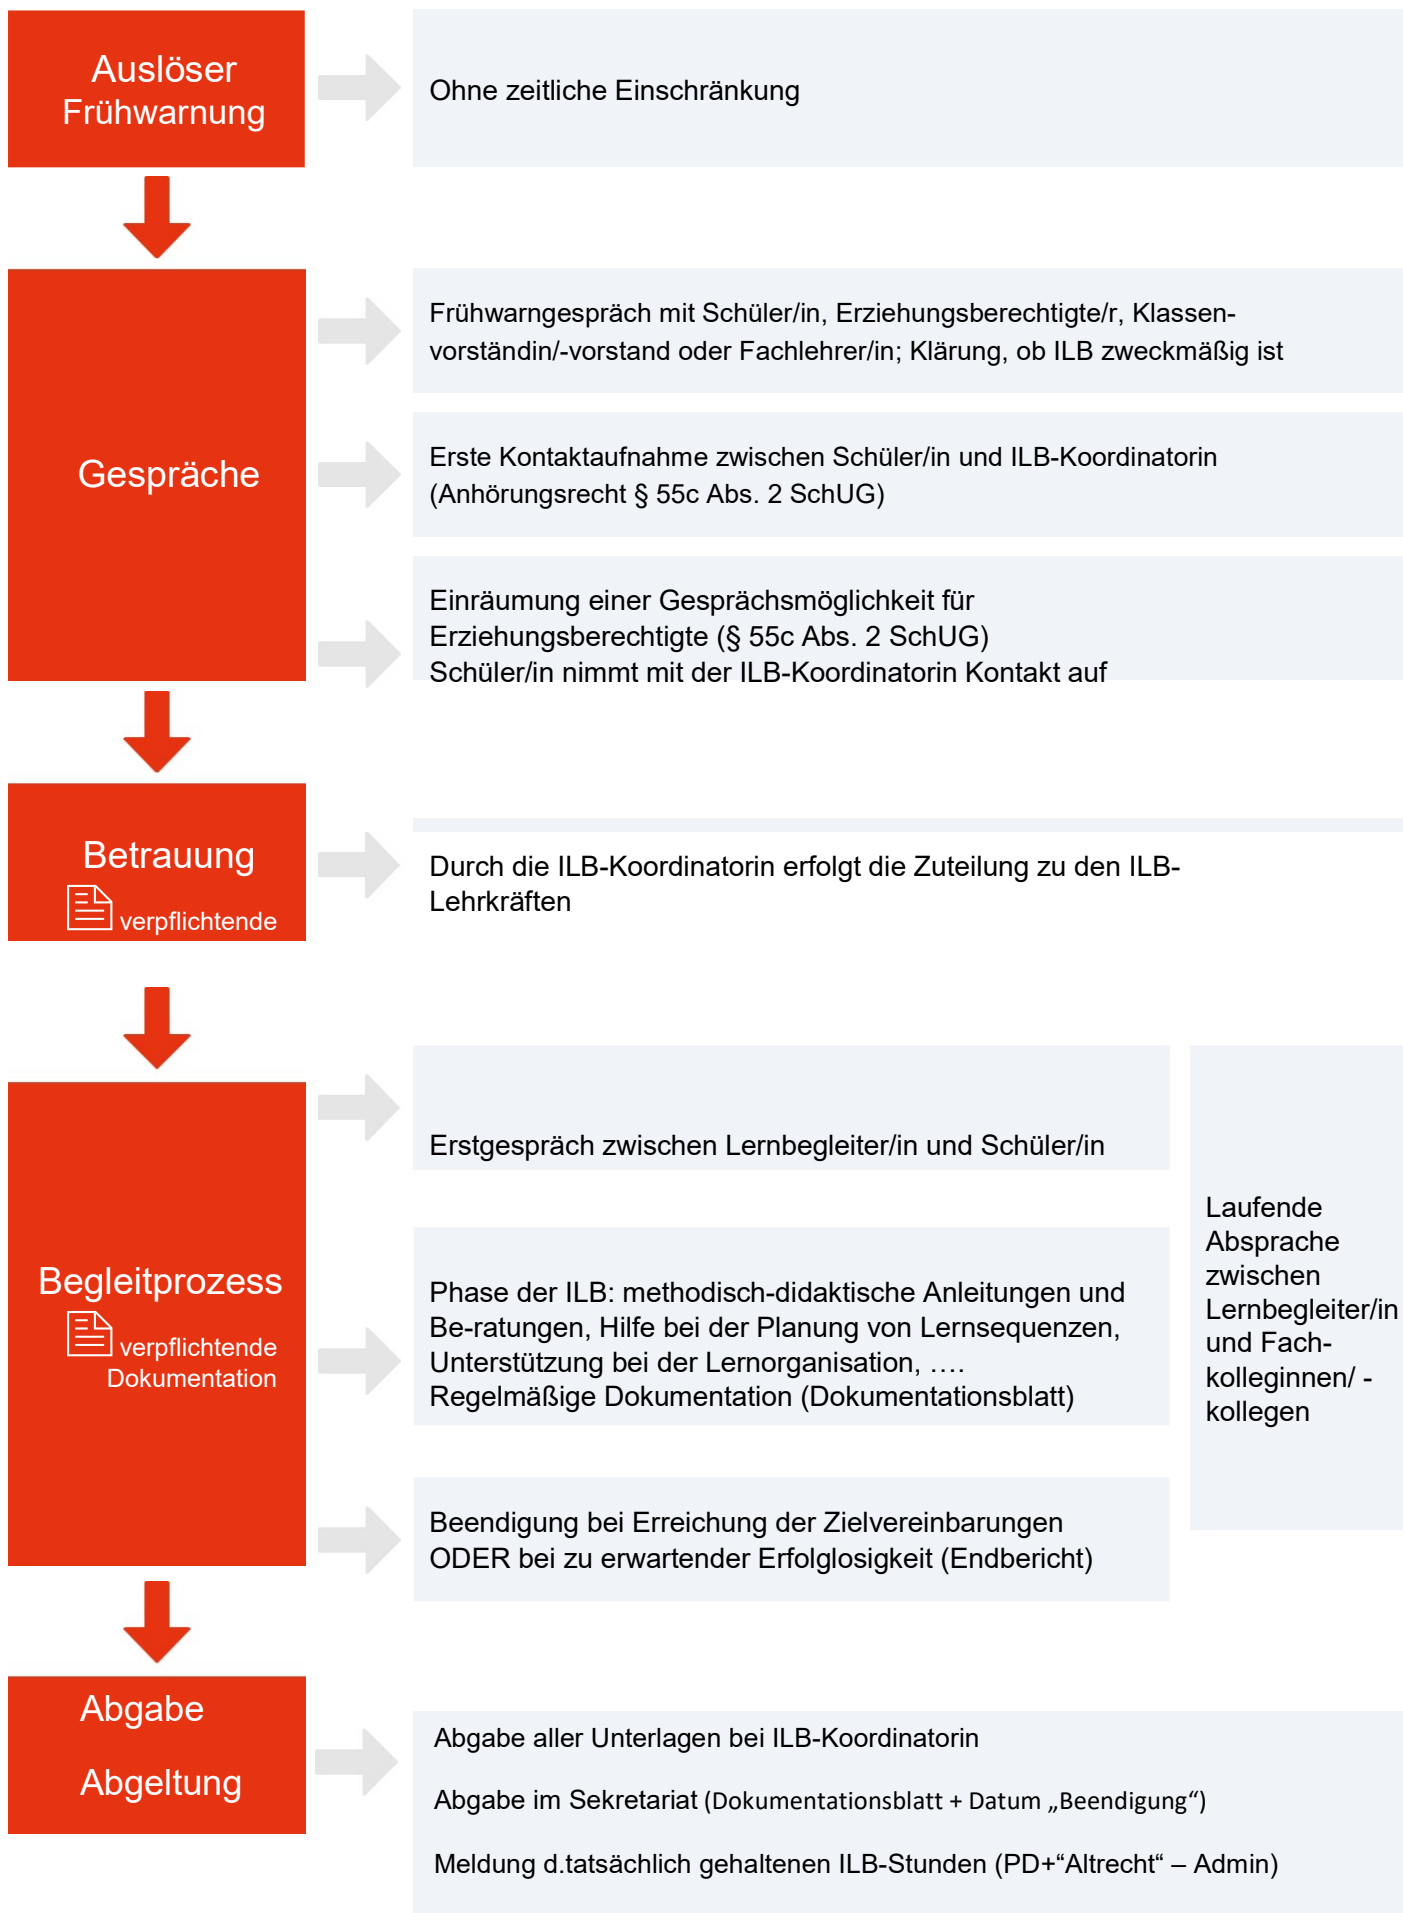 Auslöser
Frühwarnung
Ohne zeitliche Einschränkung
Gespräche
Frühwarngespräch mit Schüler/in, Erziehungsberechtigte/r, Klassen-
vorständin/-vorstand oder Fachlehrer/in; Klärung, ob ILB zweckmäßig ist
Erste Kontaktaufnahme zwischen Schüler/in und ILB-Koordinatorin
(Anhörungsrecht § 55c Abs. 2 SchUG)
Einräumung einer Gesprächsmöglichkeit für
Erziehungsberechtigte (§ 55c Abs. 2 SchUG)
Schüler/in nimmt mit der ILB-Koordinatorin Kontakt auf
Betrauung
verpflichtende
Durch die ILB-Koordinatorin erfolgt die Zuteilung zu den ILB-
Lehrkräften
Begleitprozess
verpflichtende
Dokumentation
Erstgespräch zwischen Lernbegleiter/in und Schüler/in
Phase der ILB: methodisch-didaktische Anleitungen und
Be-ratungen, Hilfe bei der Planung von Lernsequenzen,
Unterstützung bei der Lernorganisation, ….
Regelmäßige Dokumentation (Dokumentationsblatt)
Beendigung bei Erreichung der Zielvereinbarungen
ODER bei zu erwartender Erfolglosigkeit (Endbericht)
Laufende
Absprache
zwischen
Lernbegleiter/in
und Fach-
kolleginnen/ -
kollegen
Abgabe
Abgeltung
Abgabe aller Unterlagen bei ILB-Koordinatorin
Abgabe im Sekretariat (Dokumentationsblatt + Datum „Beendigung“)
Meldung d.tatsächlich gehaltenen ILB-Stunden (PD+“Altrecht“ – Admin)